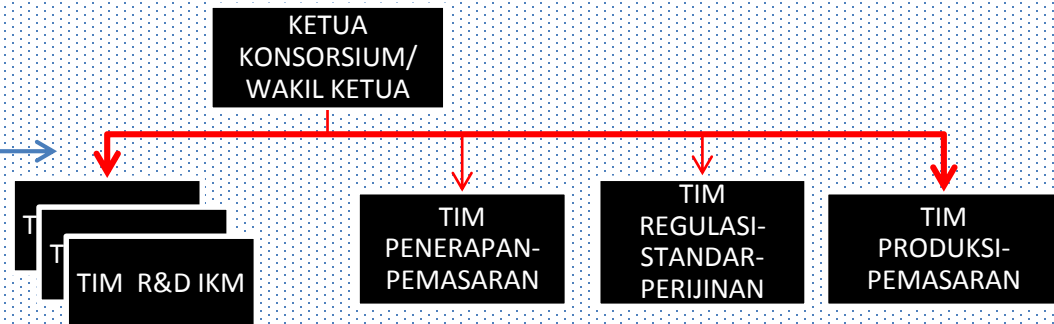 KETUA
KONSORSIUM/
WAKIL KETUA
T
T
TIM R&D IKM
TIM
PENERAPAN-
PEMASARAN
TIM
REGULASI-
STANDAR-
PERIJINAN
TIM
PRODUKSI-
PEMASARAN